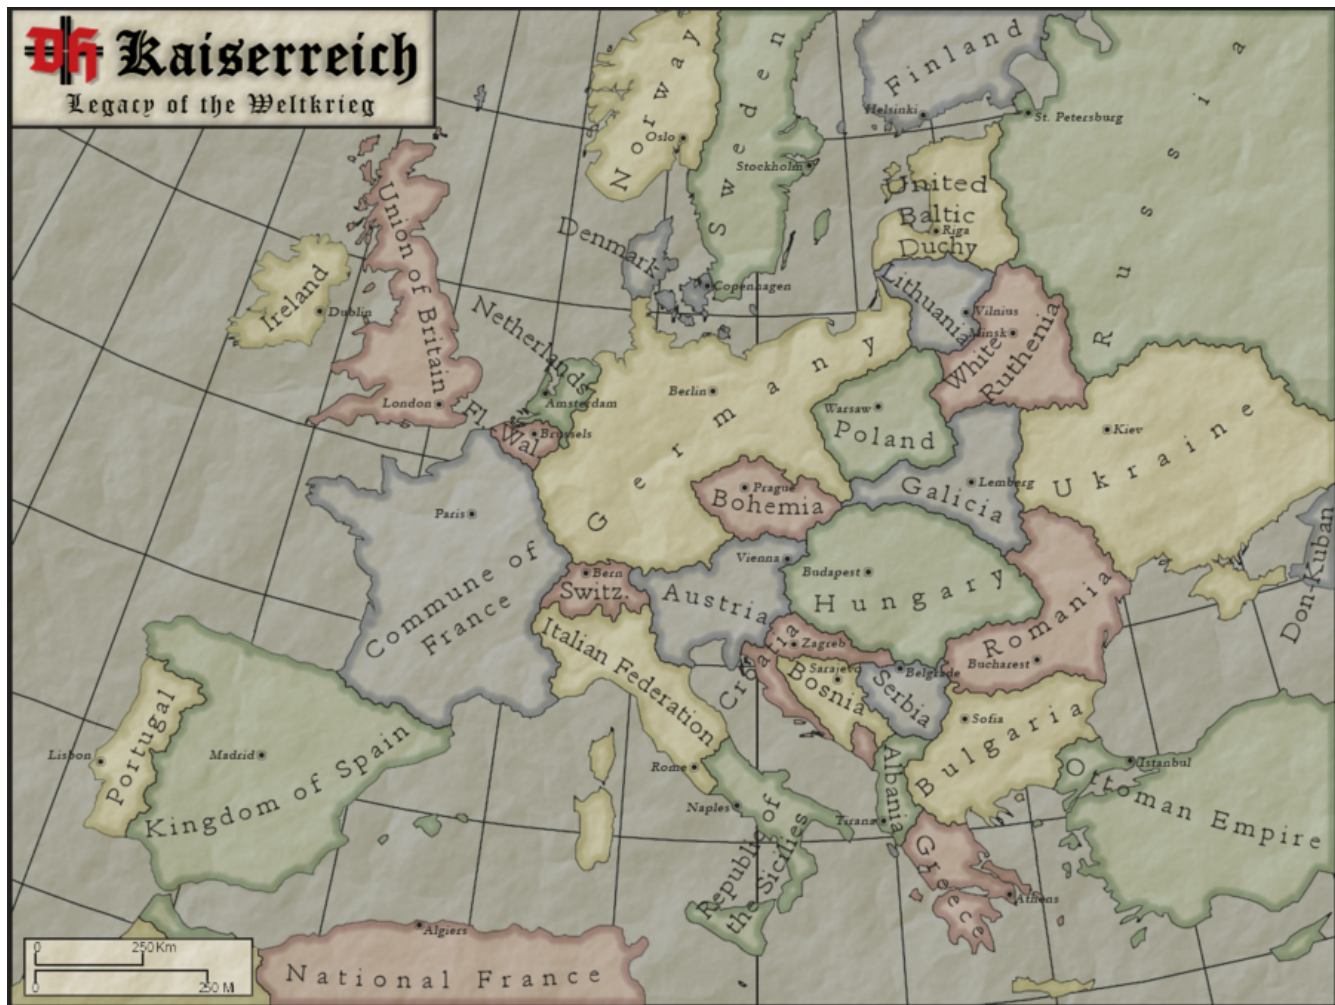 DH Kaiserreich
Legacy of the Weltkrieg
Norway
Oslo
Sweden
Stockholm
Finland
Helsinki
St. Petersburg
Russia
United
Baltic
Riga
Duchy
Denmark
Copenhagen
Lithuania
Vilnius
Minsk
White
Ruthenia
Ireland
Dublin
Union of Britain
London
Netherlands
Amsterdam
Fl.-Wal
Brussels
Germany
Berlin
Warsaw
Poland
Kiev
Ukraine
Prague
Bohemia
Lemberg
Galicia
Paris
Commune of
France
Bern
Switz.
Vienna
Austria
Budapest
Hungary
Don-Kuban
Romania
Bucharest
Italian Federation
Rome
Zagreb
Croatia
Sarajevo
Bosnia
Belgrade
Serbia
Sofia
Bulgaria
Portugal
Lisbon
Madrid
Kingdom of Spain
Naples
Republic of
the Sicilies
Albania
Tirana
Istanbul
Ottoman Empire
Greece
Athens
Algiers
National France
0 250 Km
0 250 Mi